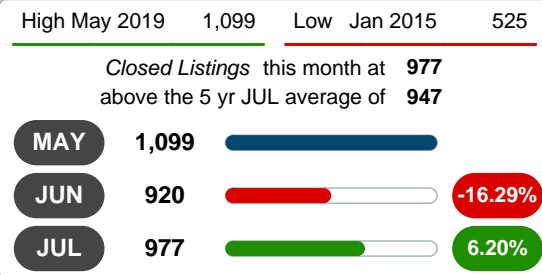 High May 2019 1,099 Low Jan 2015 525
Closed Listings this month at 977
above the 5 yr JUL average of 947
MAY 1,099
JUN 920 -16.29%
JUL 977 6.20%